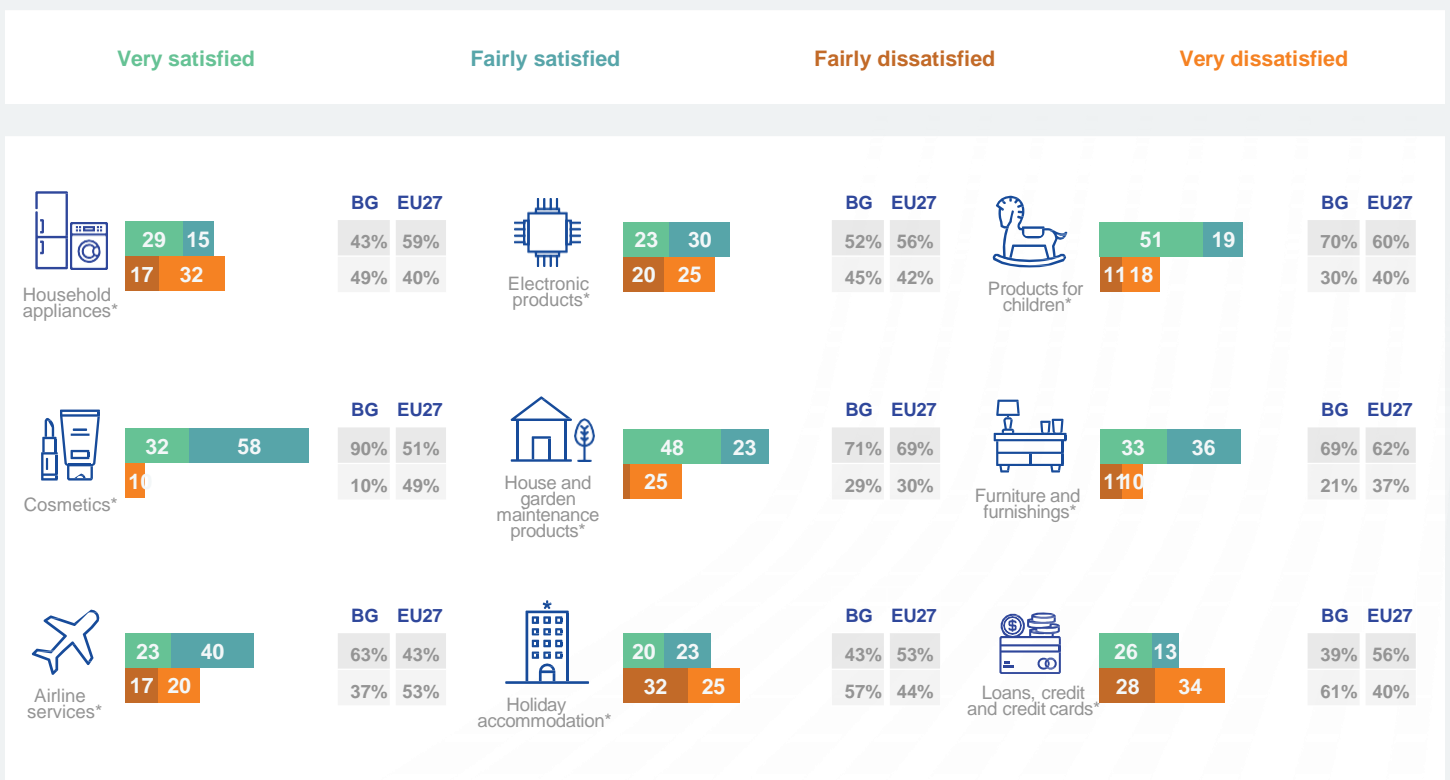 Very satisfied
Fairly satisfied
Fairly dissatisfied
Very dissatisfied
BG EU27
29 15
43% 59%
17 32
49% 40%
Household
appliances*
BG EU27
23 30
52% 56%
20 25
45% 42%
Electronic
products*
BG EU27
51 19
70% 60%
11 18
30% 40%
Products for
children*
BG EU27
32 58
90% 51%
10
10% 49%
Cosmetics*
BG EU27
48 23
71% 69%
25
29% 30%
House and
garden
maintenance
products*
BG EU27
33 36
69% 62%
11 10
21% 37%
Furniture and
furnishings*
BG EU27
23 40
63% 43%
17 20
37% 53%
Airline
services*
BG EU27
20 23
43% 53%
32 25
57% 44%
Holiday
accommodation*
$
BG EU27
26 13
39% 56%
28 34
61% 40%
Loans, credit
and credit cards*